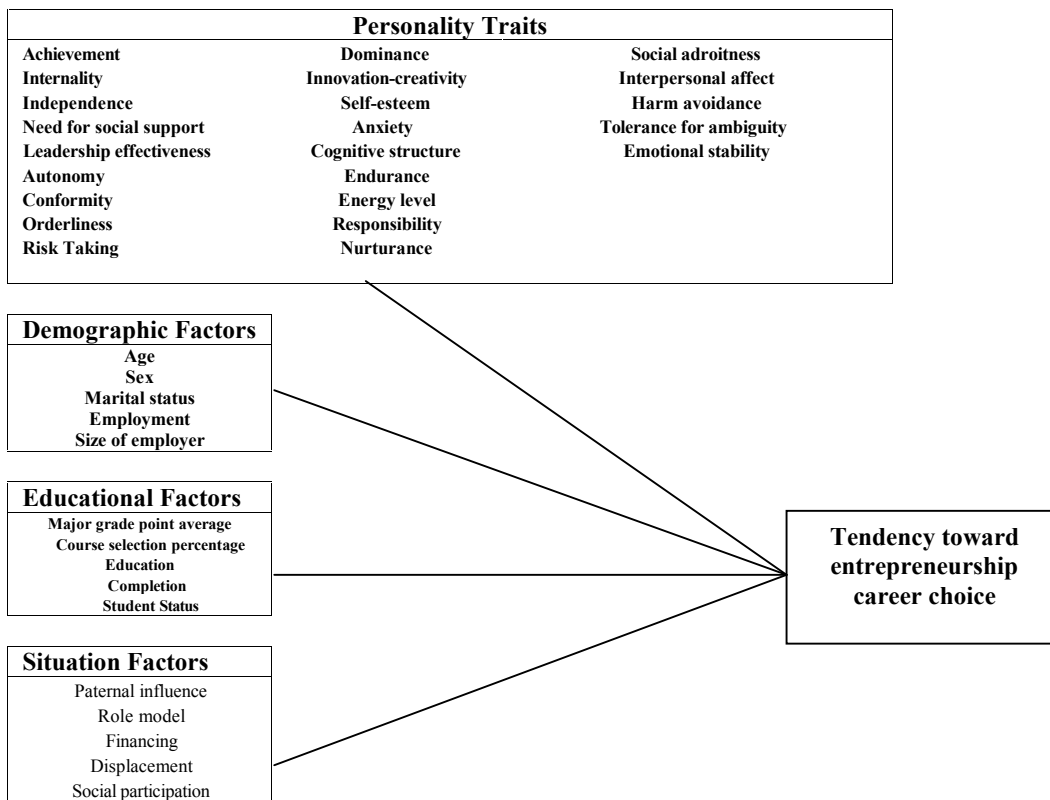 Personality Traits
Achievement
Internality
Independence
Need for social support
Leadership effectiveness
Autonomy
Conformity
Orderliness
Risk Taking
Dominance
Innovation-creativity
Self-esteem
Anxiety
Cognitive structure
Endurance
Energy level
Responsibility
Nurturance
Social adroitness
Interpersonal affect
Harm avoidance
Tolerance for ambiguity
Emotional stability
Demographic Factors
Age
Sex
Marital status
Employment
Size of employer
Educational Factors
Major grade point average
Course selection percentage
Education
Completion
Student Status
Situation Factors
Paternal influence
Role model
Financing
Displacement
Social participation
Tendency toward
entrepreneurship
career choice